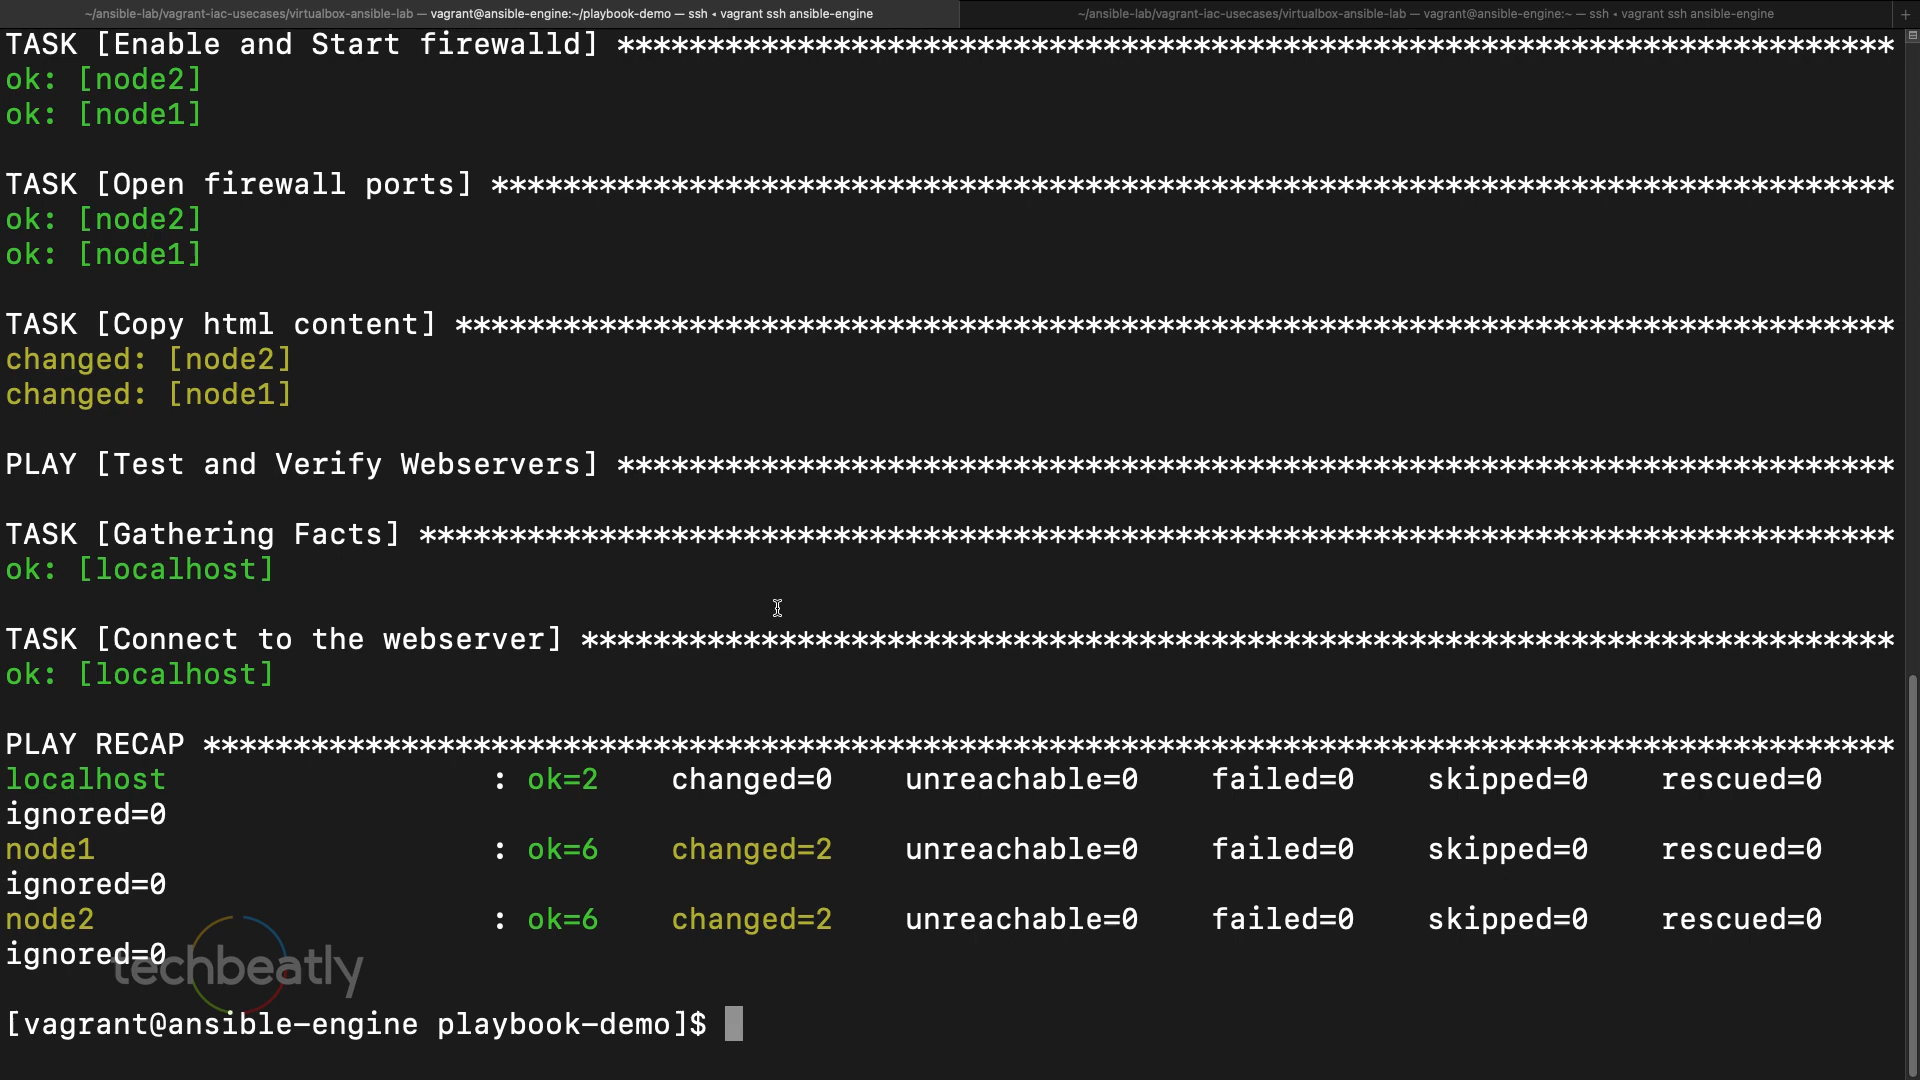 ~/ansible-lab/vagrant-iac-usecases/virtualbox-ansible-lab — vagrant@ansible-engine:~/playbook-demo — ssh ◂ vagrant ssh ansible-engine
~/ansible-lab/vagrant-iac-usecases/virtualbox-ansible-lab — vagrant@ansible-engine:~ — ssh ◂ vagrant ssh ansible-engine
TASK [Enable and Start firewalld] ***********************************************************************
ok: [node2]
ok: [node1]
TASK [Open firewall ports] ******************************************************************************
ok: [node2]
ok: [node1]
TASK [Copy html content] ********************************************************************************
changed: [node2]
changed: [node1]
PLAY [Test and Verify Webservers] ***********************************************************************
TASK [Gathering Facts] **********************************************************************************
ok: [localhost]
TASK [Connect to the webserver] *************************************************************************
ok: [localhost]
PLAY RECAP **********************************************************************************************
localhost                  : ok=2    changed=0    unreachable=0    failed=0    skipped=0    rescued=0
ignored=0
node1                      : ok=6    changed=2    unreachable=0    failed=0    skipped=0    rescued=0
ignored=0
node2                      : ok=6    changed=2    unreachable=0    failed=0    skipped=0    rescued=0
ignored=0
techbeatly
[vagrant@ansible-engine playbook-demo]$